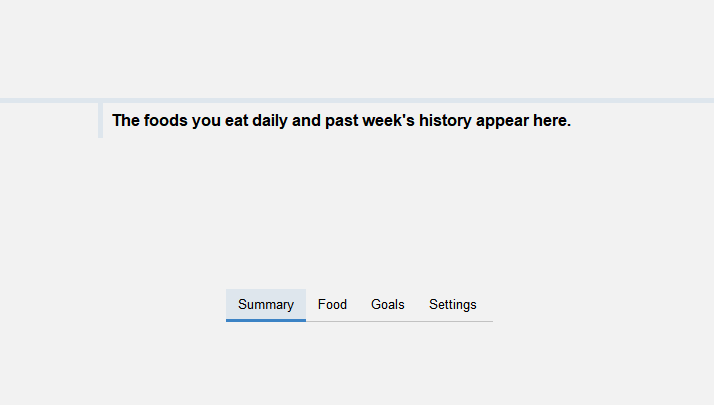 The foods you eat daily and past week's history appear here.
Summary Food Goals Settings